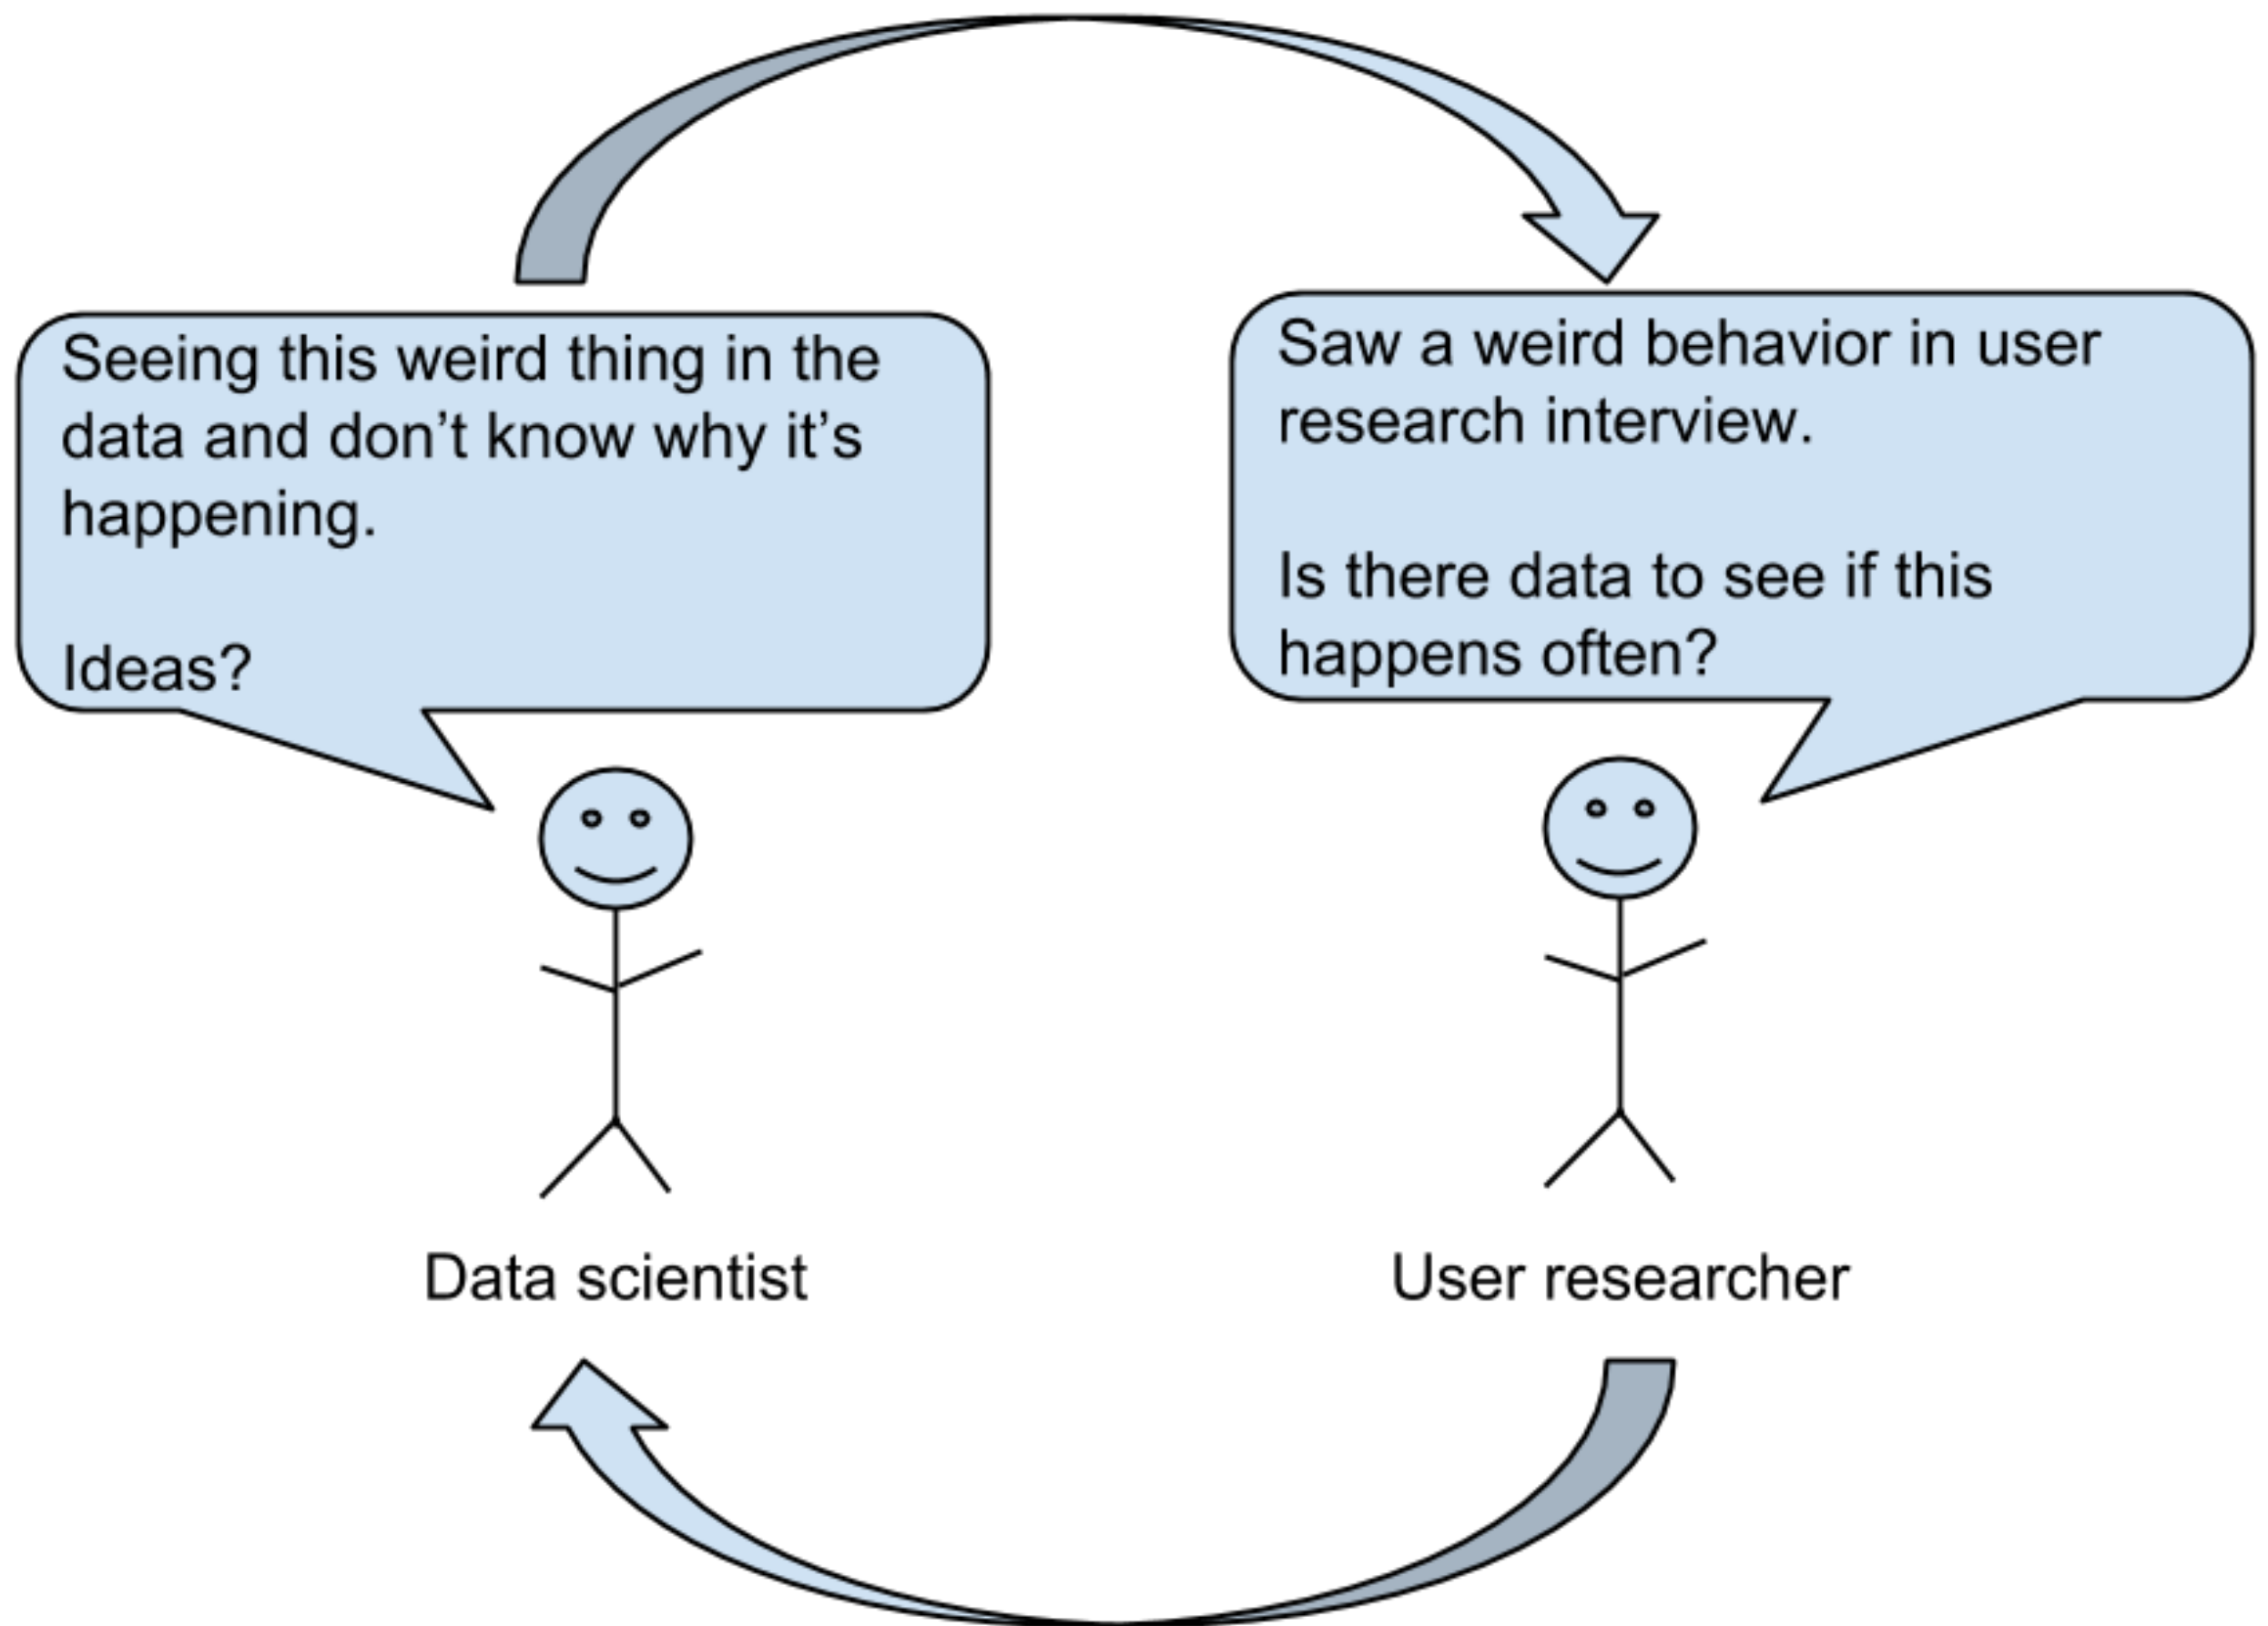 Seeing this weird thing in the
data and don’t know why it’s
happening.
Ideas?
Saw a weird behavior in user
research interview.
Is there data to see if this
happens often?
Data scientist
User researcher